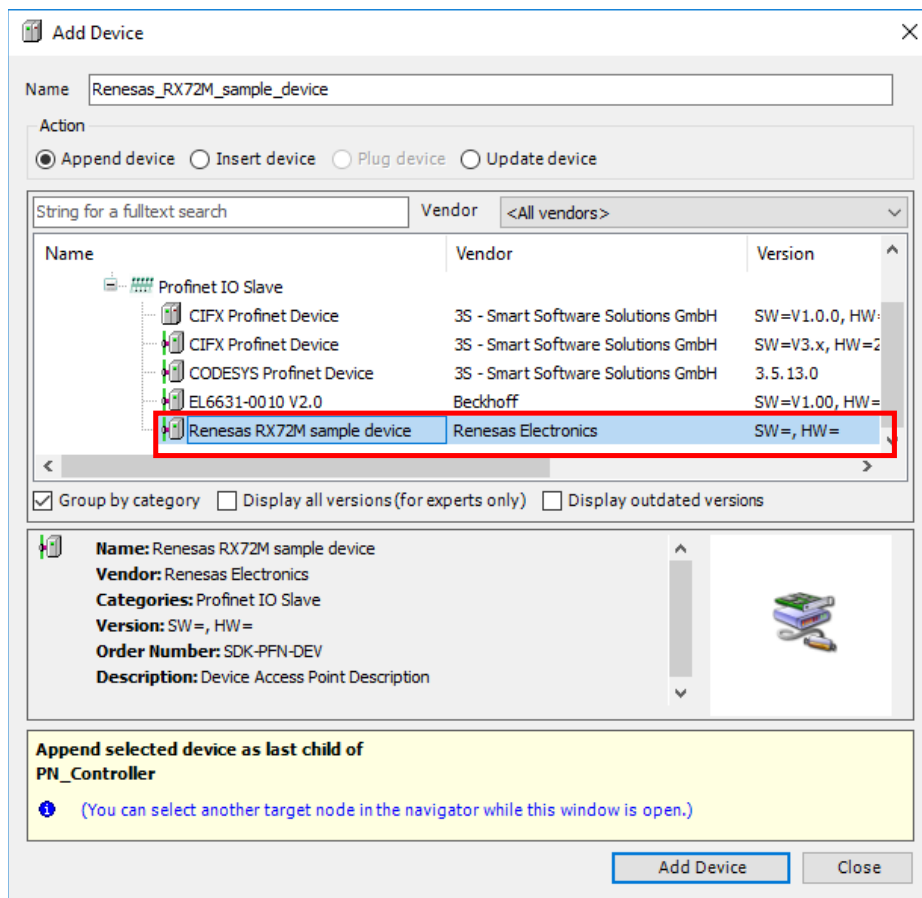 Add Device
Name Renesas_RX72M_sample_device
Action
Append device Insert device Plug device Update device
String for a fulltext search Vendor <All vendors>
Name Vendor Version
Profinet IO Slave
CIFX Profinet Device 3S - Smart Software Solutions GmbH SW=V1.0.0, HW
CIFX Profinet Device 3S - Smart Software Solutions GmbH SW=V3.x, HW=2
CODESYS Profinet Device 3S - Smart Software Solutions GmbH 3.5.13.0
EL6631-0010 V2.0 Beckhoff SW=V1.00, HW=
Renesas RX72M sample device Renesas Electronics SW=, HW=
Group by category Display all versions (for experts only) Display outdated versions
Name: Renesas RX72M sample device
Vendor: Renesas Electronics
Categories: Profinet IO Slave
Version: SW=, HW=
Order Number: SDK-PFN-DEV
Description: Device Access Point Description
Append selected device as last child of
PN_Controller
(You can select another target node in the navigator while this window is open.)
Add Device Close